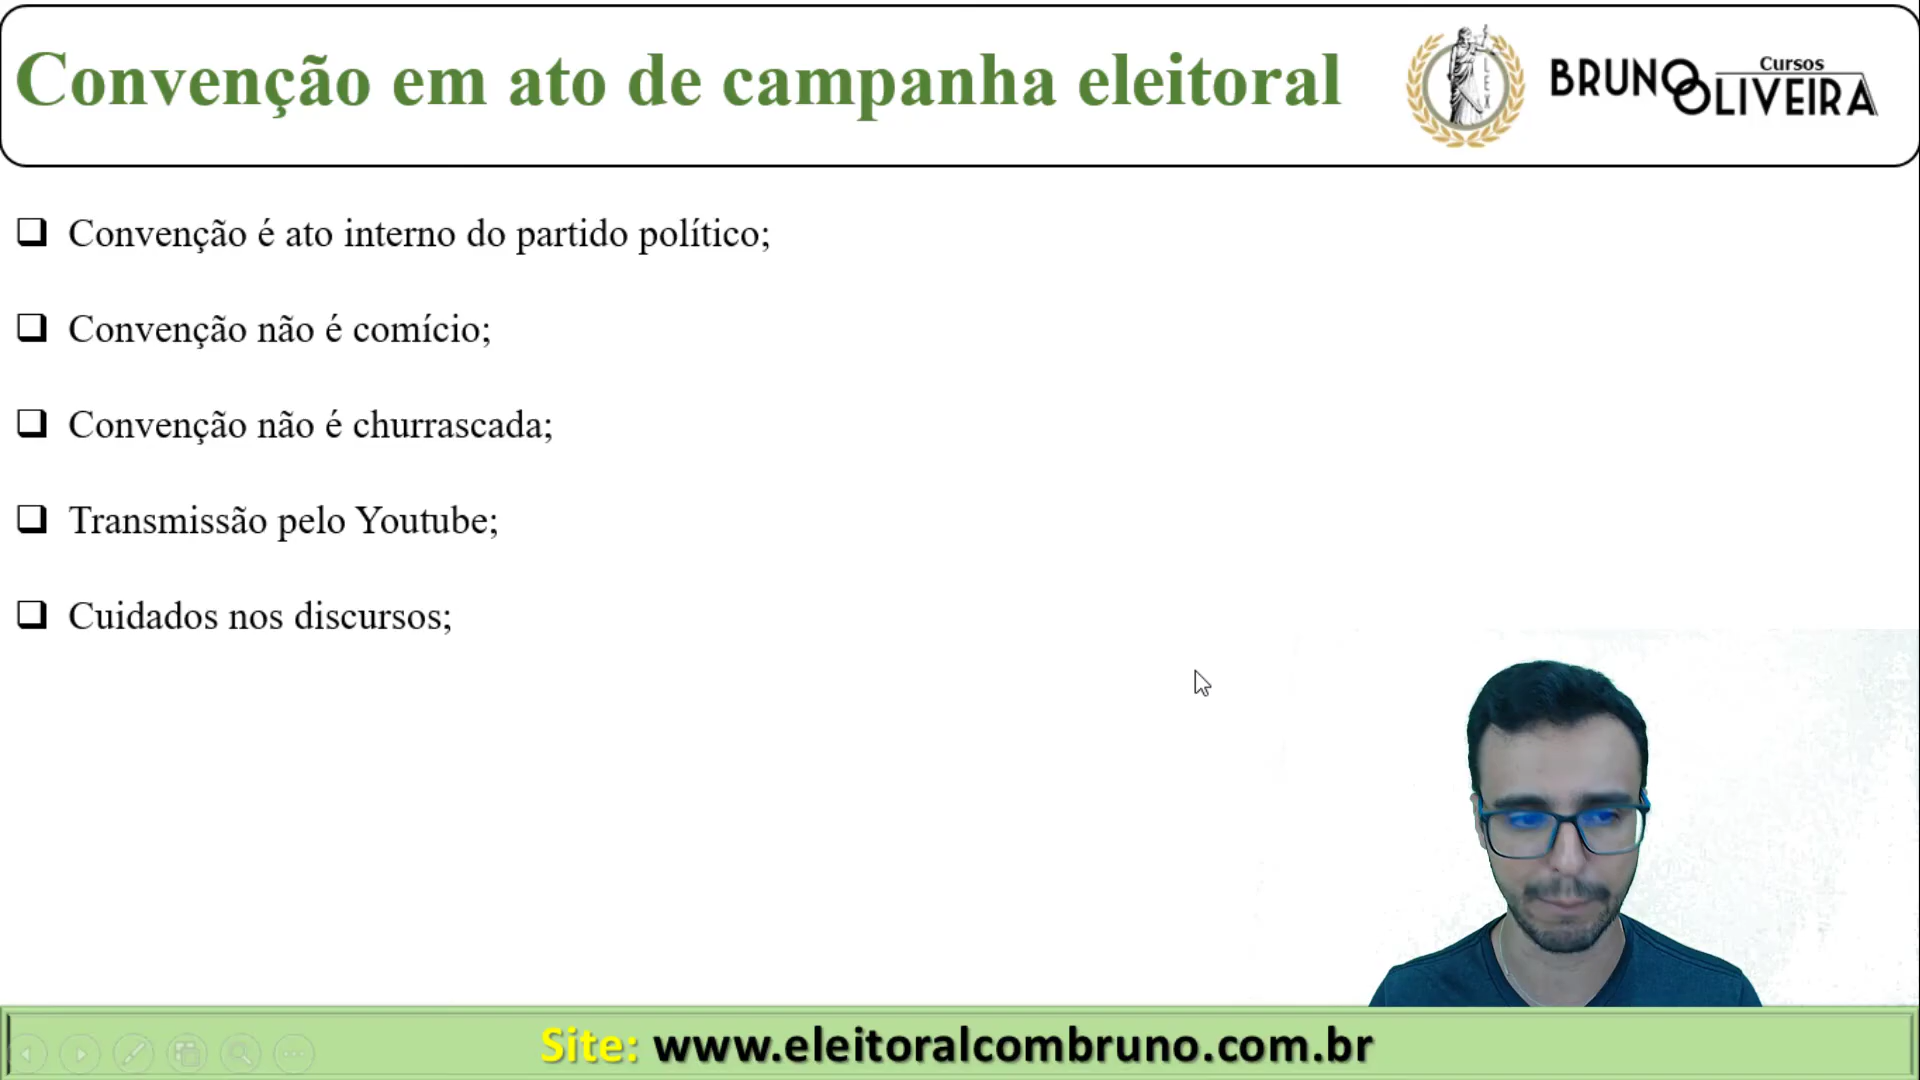 Convenção em ato de campanha eleitoral
LEX
Cursos
BRUNO OLIVEIRA
Convenção é ato interno do partido político;
Convenção não é comício;
Convenção não é churrascada;
Transmissão pelo Youtube;
Cuidados nos discursos;
Site: www.eleitoralcombruno.com.br